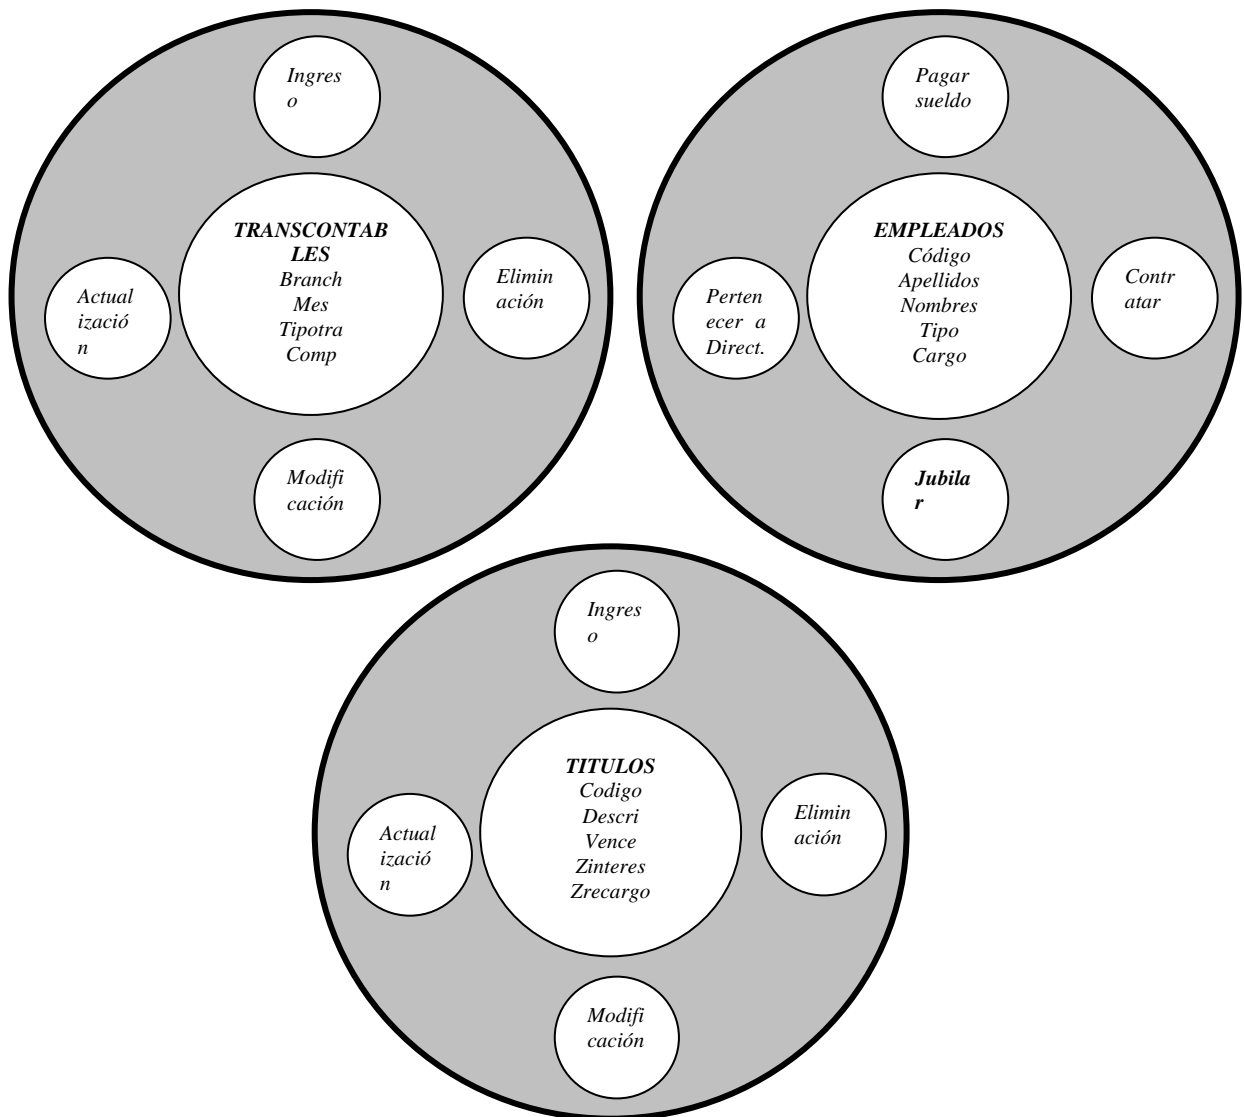 Ingres
o
TRANSCONTAB
LES
Branch
Mes
Tipotra
Comp
Actual
izació
n
Elimin
ación
Modifi
cación
Pagar
sueldo
EMPLEADOS
Código
Apellidos
Nombres
Tipo
Cargo
Perten
ecer a
Direct.
Contr
atar
Jubila
r
Ingres
o
TITULOS
Codigo
Descri
Vence
Zinteres
Zrecargo
Actual
izació
n
Elimin
ación
Modifi
cación